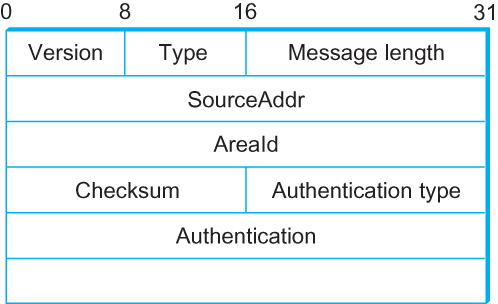 0 8 16 31
Version Type Message length
SourceAddr
AreaId
Checksum Authentication type
Authentication